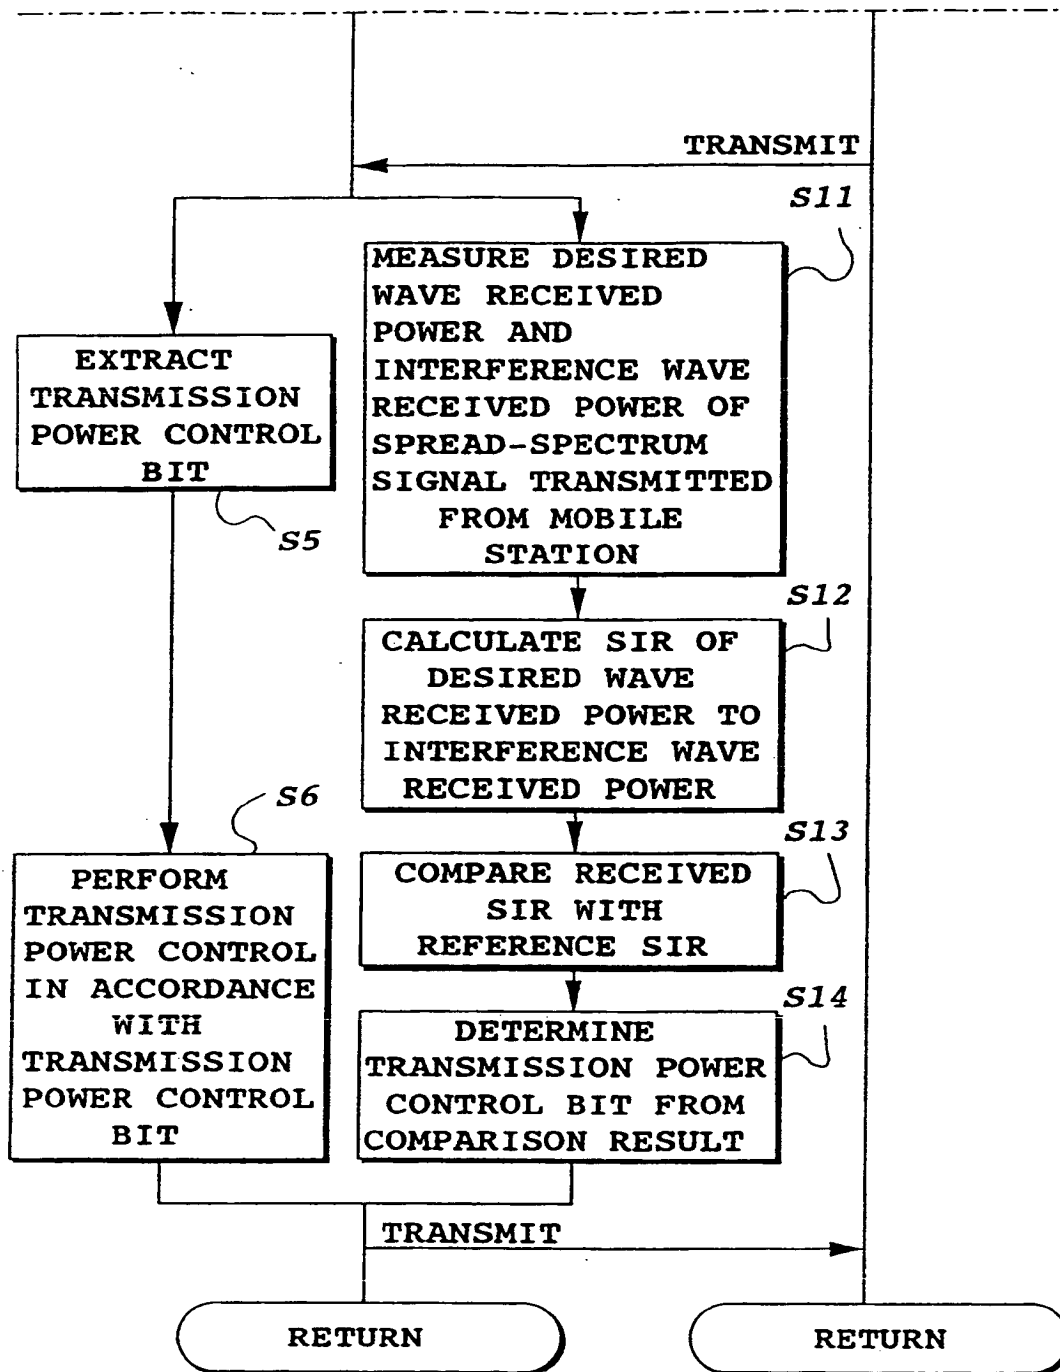 TRANSMIT
S11
MEASURE DESIRED
WAVE RECEIVED
POWER AND
INTERFERENCE WAVE
RECEIVED POWER OF
SPREAD-SPECTRUM
SIGNAL TRANSMITTED
FROM MOBILE
STATION
EXTRACT
TRANSMISSION
POWER CONTROL
BIT
S5
S12
CALCULATE SIR OF
DESIRED WAVE
RECEIVED POWER TO
INTERFERENCE WAVE
RECEIVED POWER
S6
S13
PERFORM
TRANSMISSION
POWER CONTROL
IN ACCORDANCE
WITH
TRANSMISSION
POWER CONTROL
BIT
COMPARE RECEIVED
SIR WITH
REFERENCE SIR
S14
DETERMINE
TRANSMISSION POWER
CONTROL BIT FROM
COMPARISON RESULT
TRANSMIT
RETURN
RETURN